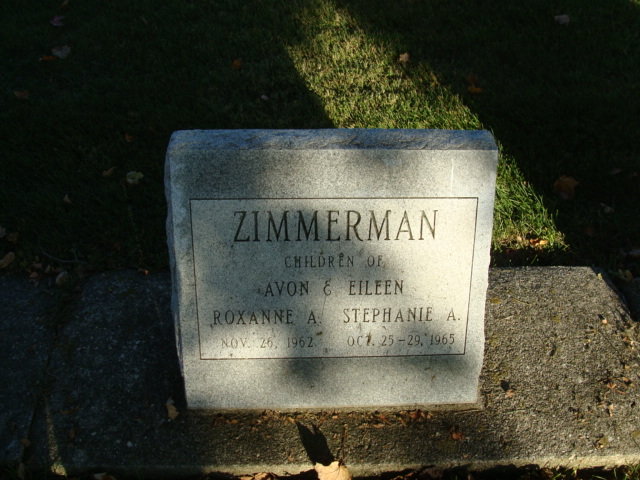 ZIMMERMAN
CHILDREN OF
AVON & EILEEN
ROXANNE A. STEPHANIE A.
NOV. 26, 1962. OCT. 25-29, 1965